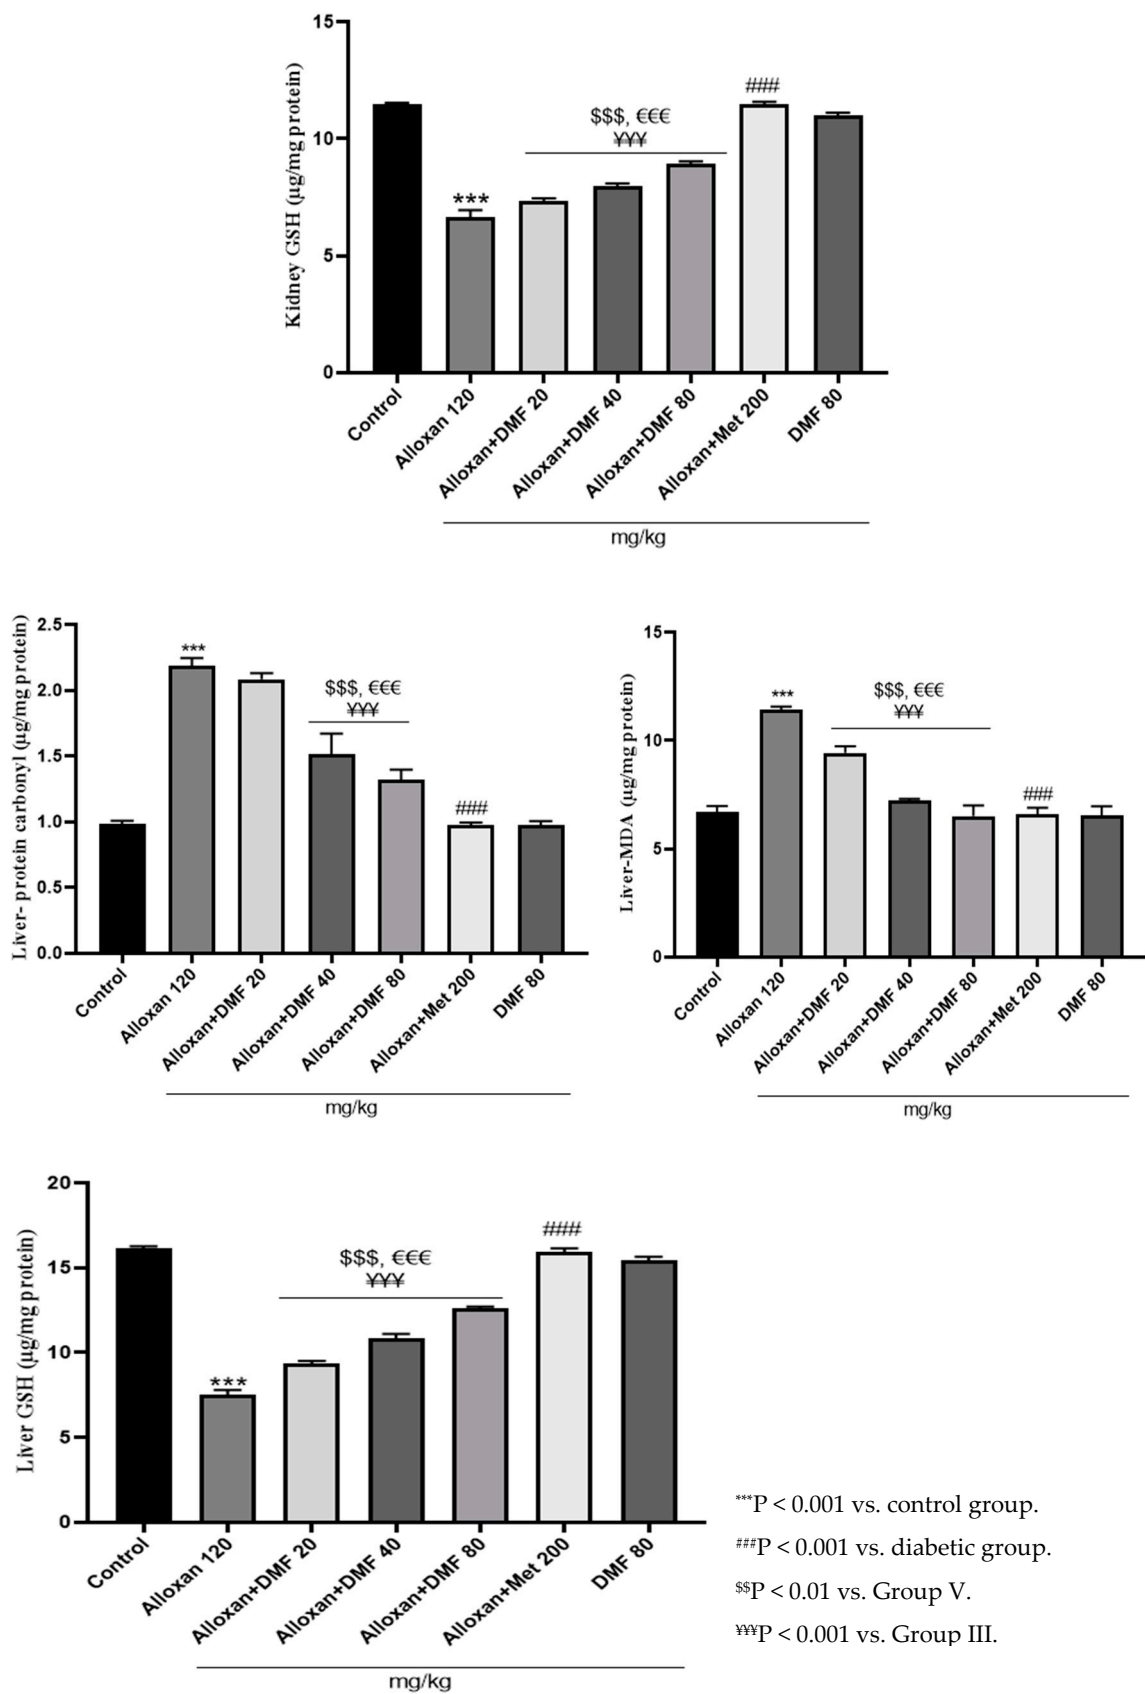 15
10
5
0
Kidney GSH (µg/mg protein)
***
$$$, €€€
¥¥¥
###
Control
Alloxan 120
Alloxan+DMF 20
Alloxan+DMF 40
Alloxan+DMF 80
Alloxan+Met 200
DMF 80
mg/kg
2.5
2.0
1.5
1.0
0.5
0.0
Liver- protein carbonyl (µg/mg protein)
***
$$$, €€€
¥¥¥
###
Control
Alloxan 120
Alloxan+DMF 20
Alloxan+DMF 40
Alloxan+DMF 80
Alloxan+Met 200
DMF 80
mg/kg
15
10
5
0
Liver-MDA (µg/mg protein)
***
$$$, €€€
¥¥¥
###
Control
Alloxan 120
Alloxan+DMF 20
Alloxan+DMF 40
Alloxan+DMF 80
Alloxan+Met 200
DMF 80
mg/kg
20
15
10
5
0
Liver GSH (µg/mg protein)
***
$$$, €€€
¥¥¥
###
Control
Alloxan 120
Alloxan+DMF 20
Alloxan+DMF 40
Alloxan+DMF 80
Alloxan+Met 200
DMF 80
mg/kg
***P < 0.001 vs. control group.
###P < 0.001 vs. diabetic group.
$$P < 0.01 vs. Group V.
¥¥¥P < 0.001 vs. Group III.